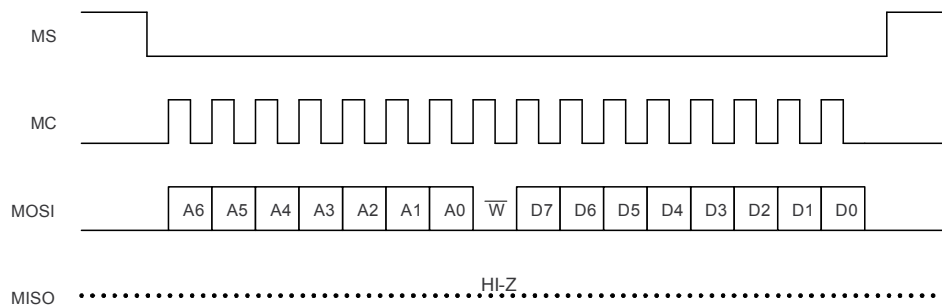 MS
MC
MOSI A6 A5 A4 A3 A2 A1 A0 W̅ D7 D6 D5 D4 D3 D2 D1 D0
HI-Z
MISO